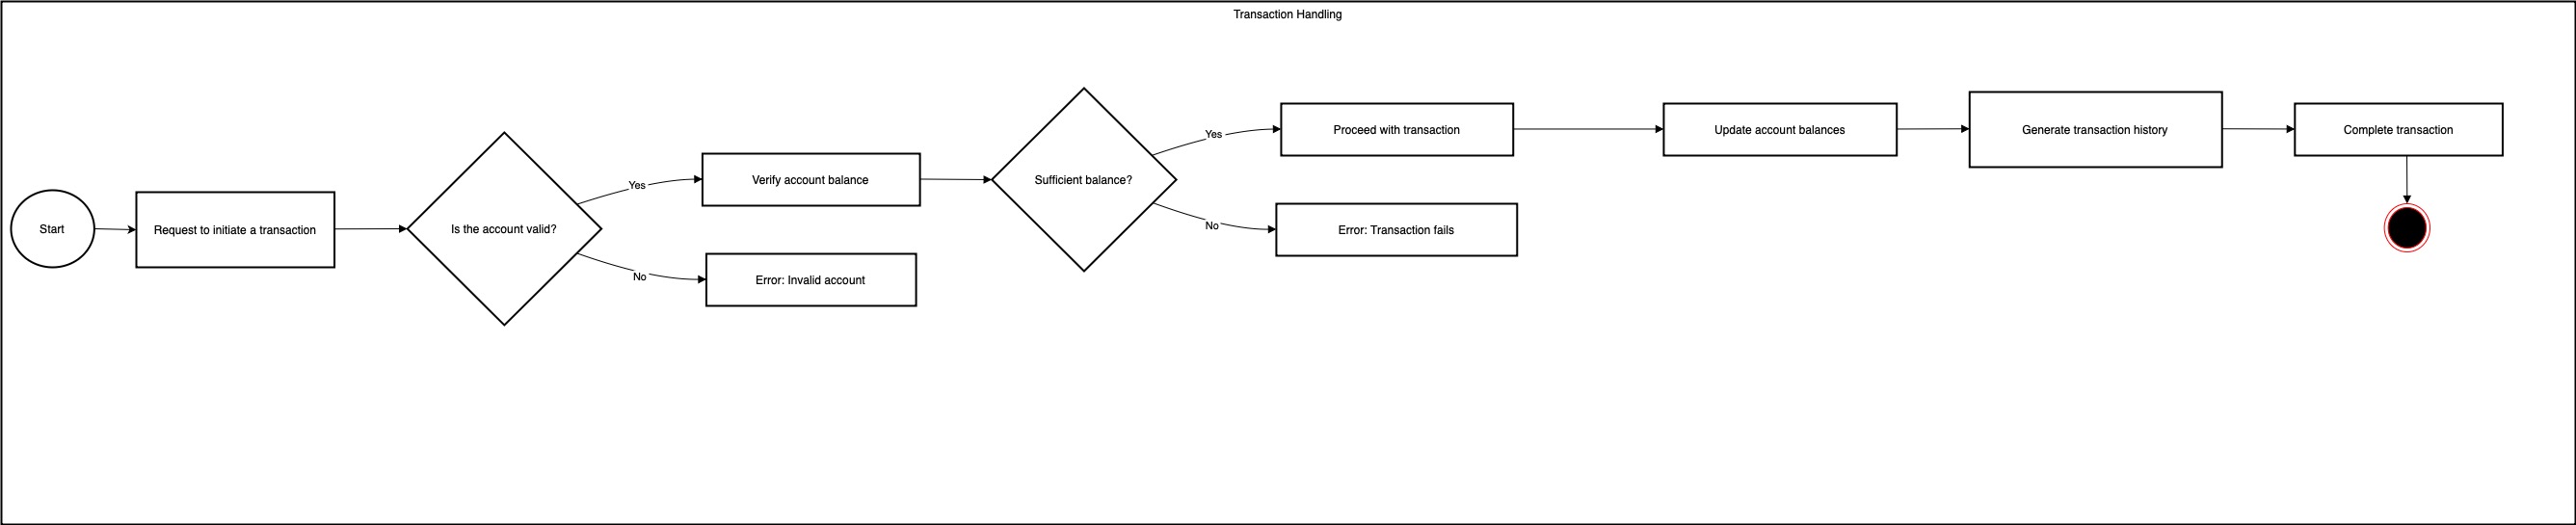 Transaction Handling
Start
Request to initiate a transaction
Is the account valid?
Yes
No
Verify account balance
Error: Invalid account
Sufficient balance?
Yes
No
Proceed with transaction
Error: Transaction fails
Update account balances
Generate transaction history
Complete transaction